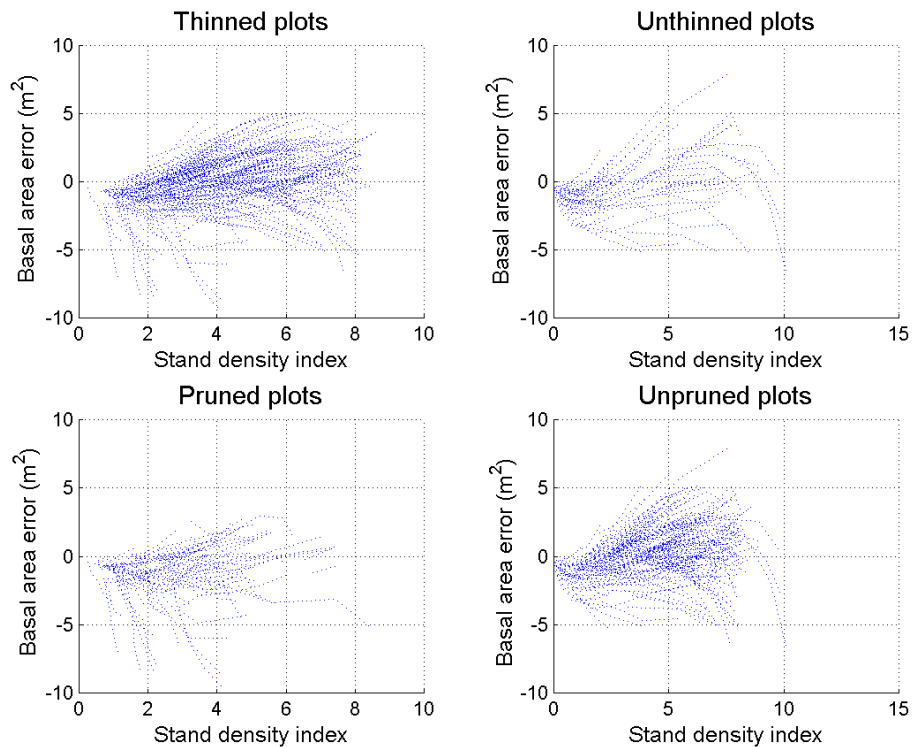 Thinned plots
10
5
0
-5
-10
Basal area error (m²)
0 2 4 6 8 10
Stand density index
Unthinned plots
10
5
0
-5
-10
Basal area error (m²)
0 5 10 15
Stand density index
Pruned plots
10
5
0
-5
-10
Basal area error (m²)
0 2 4 6 8 10
Stand density index
Unpruned plots
10
5
0
-5
-10
Basal area error (m²)
0 5 10 15
Stand density index